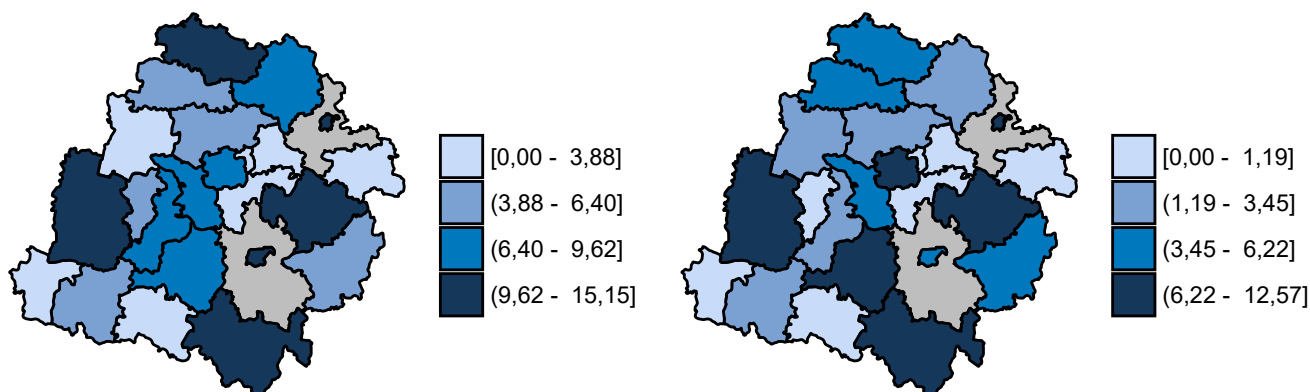 [0,00 - 3,88]
(3,88 - 6,40]
(6,40 - 9,62]
(9,62 - 15,15]
[0,00 - 1,19]
(1,19 - 3,45]
(3,45 - 6,22]
(6,22 - 12,57]